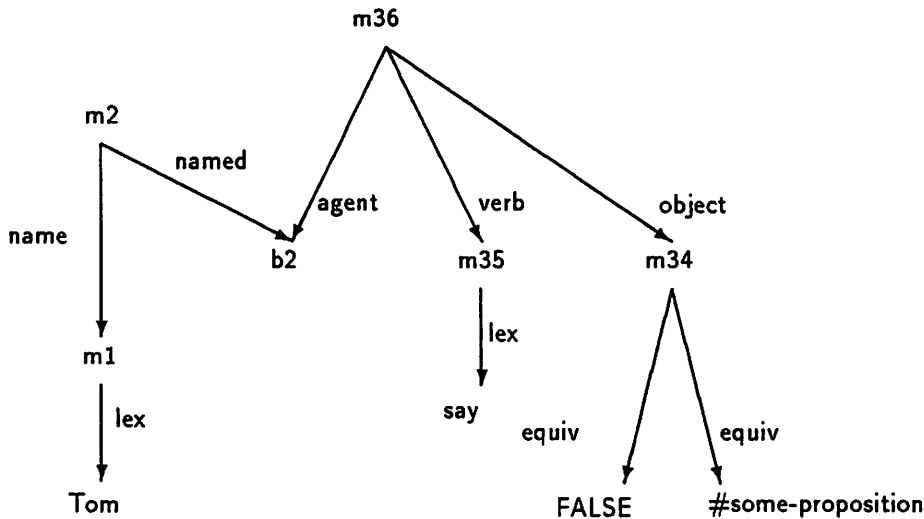 m36
m2
named
agent
verb
object
name
b2
m35
m34
m1
lex
lex
say
equiv
equiv
Tom
FALSE
#some-proposition